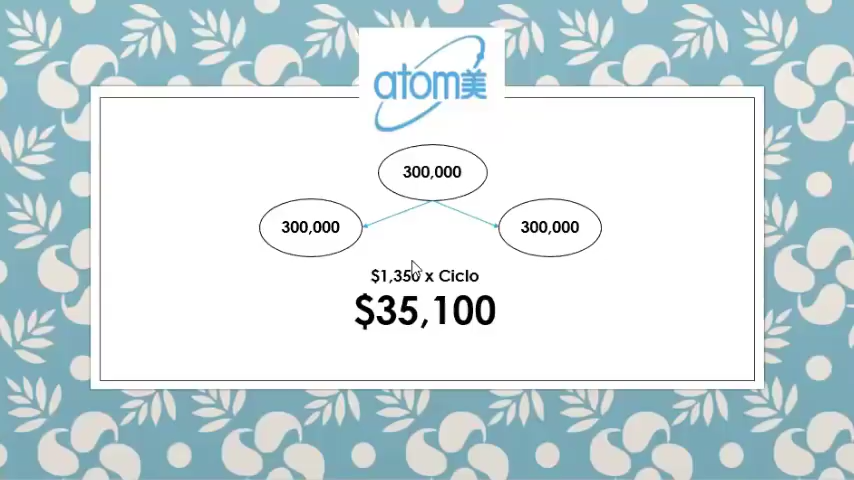 atom美
300,000
300,000
300,000
$1,350 x Ciclo
$35,100